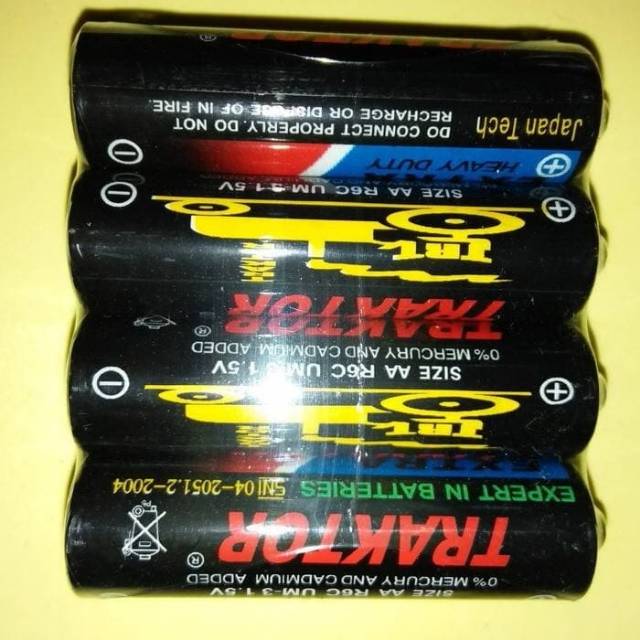 SIZE AA R6C UM-3 1.5V
0% MERCURY AND CADMIUM ADDED
TRAKTOR ®
EXPERT IN BATTERIES SNI 04-2051.2-2004
EXTRA
SIZE AA R6C UM-3 1.5V
0% MERCURY AND CADMIUM ADDED
TRAKTOR ®
SIZE AA R6C UM-3 1.5V
HEAVY DUTY
Japan Tech
DO CONNECT PROPERLY, DO NOT
RECHARGE OR DISPOSE OF IN FIRE.
TRAKTOR ®